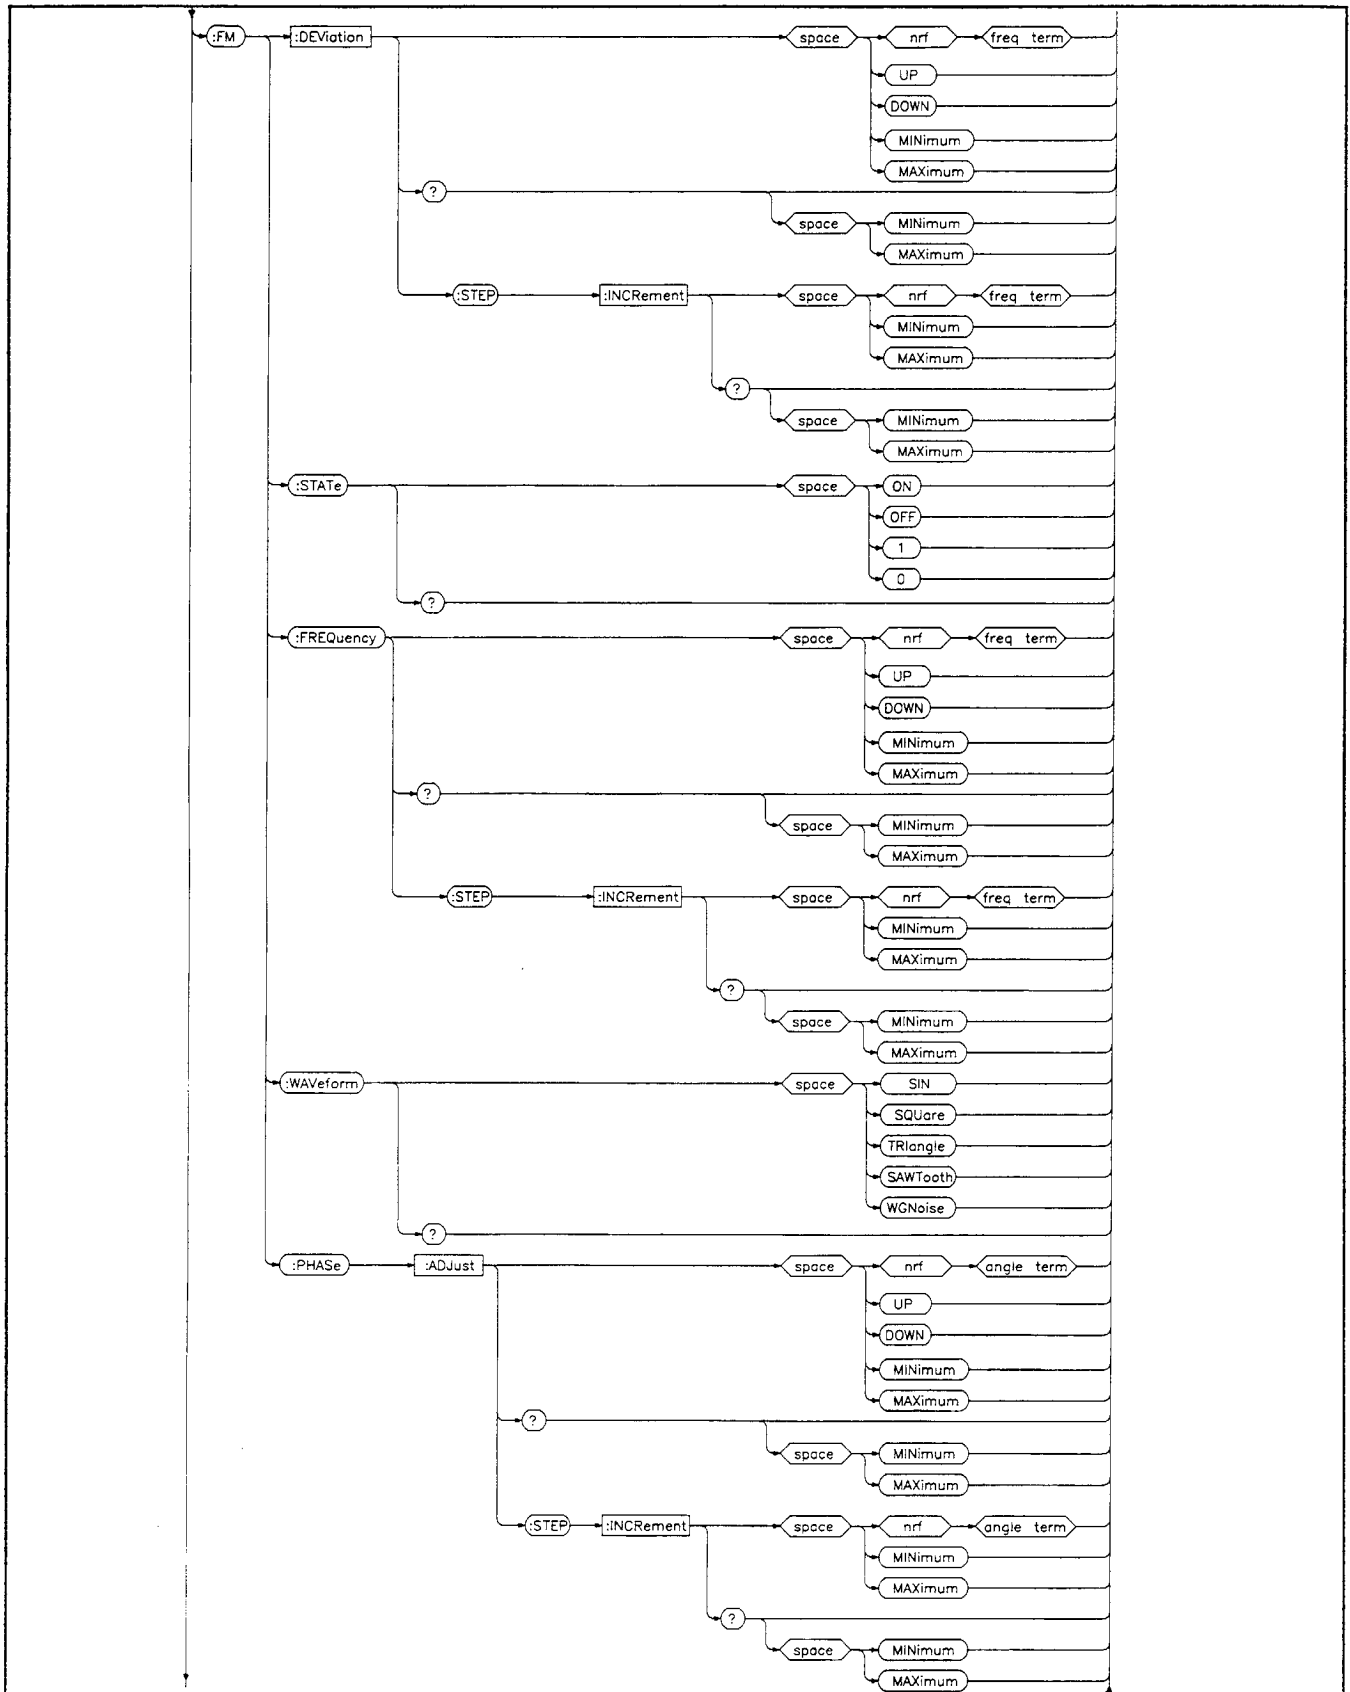 :FM :DEViation space nrf freq term
UP
DOWN
MINimum
MAXimum
?
space MINimum
MAXimum
:STEP :INCRement space nrf freq term
MINimum
MAXimum
?
space MINimum
MAXimum
:STATe space ON
OFF
1
0
?
:FREQuency space nrf freq term
UP
DOWN
MINimum
MAXimum
?
space MINimum
MAXimum
:STEP :INCRement space nrf freq term
MINimum
MAXimum
?
space MINimum
MAXimum
:WAVeform space SIN
SQUare
TRIangle
SAWTooth
WGNoise
?
:PHASe :ADJust space nrf angle term
UP
DOWN
MINimum
MAXimum
?
space MINimum
MAXimum
:STEP :INCRement space nrf angle term
MINimum
MAXimum
?
space MINimum
MAXimum